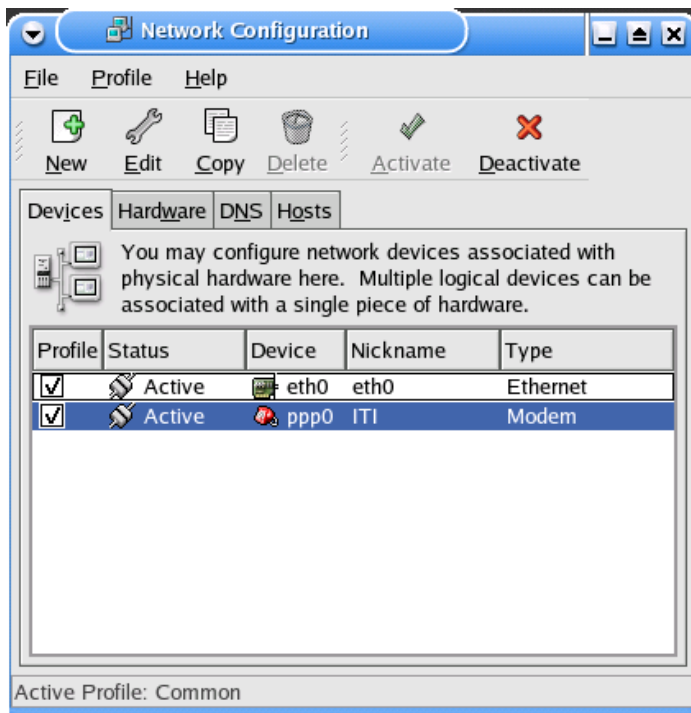 Network Configuration
File Profile Help
New Edit Copy Delete Activate Deactivate
Devices Hardware DNS Hosts
You may configure network devices associated with
physical hardware here. Multiple logical devices can be
associated with a single piece of hardware.
Profile Status Device Nickname Type
Active eth0 eth0 Ethernet
Active ppp0 ITI Modem
Active Profile: Common